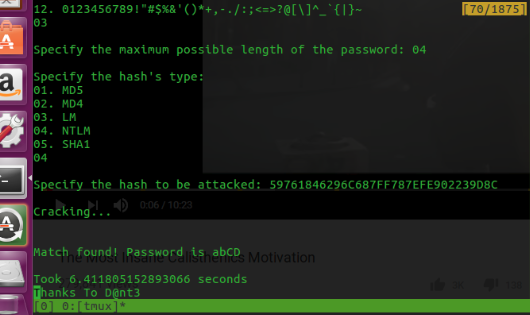 12. 0123456789!"#$%&'()*+,-./:;<=>?@[\]^_`{|}~ [70/1875]
03
Specify the maximum possible length of the password: 04
Specify the hash's type:
01. MD5
02. MD4
03. LM
04. NTLM
05. SHA1
04
Specify the hash to be attacked: 59761846296C687FF787EFE902239D8C
0:06 / 10:23
Cracking...
Match found! Password is abCD
The Most Insane Calisthenics Motivation
Took 6.411805152893066 seconds
3K
Thanks To D@nt3
[0] 0:[tmux]*